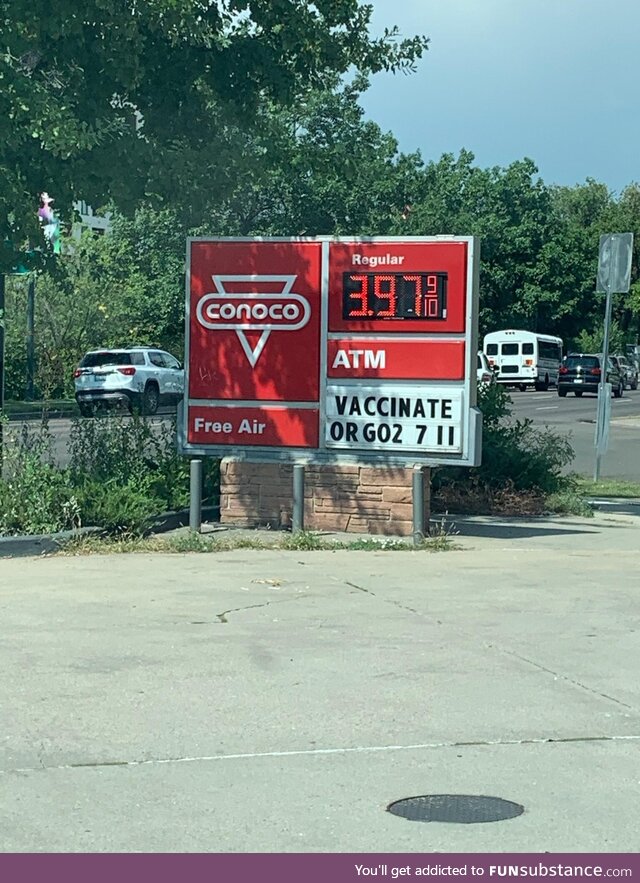 conoco
Free Air
Regular
3.97 9/10
ATM
VACCINATE
OR GO2 7 11
You'll get addicted to FUNsubstance.com